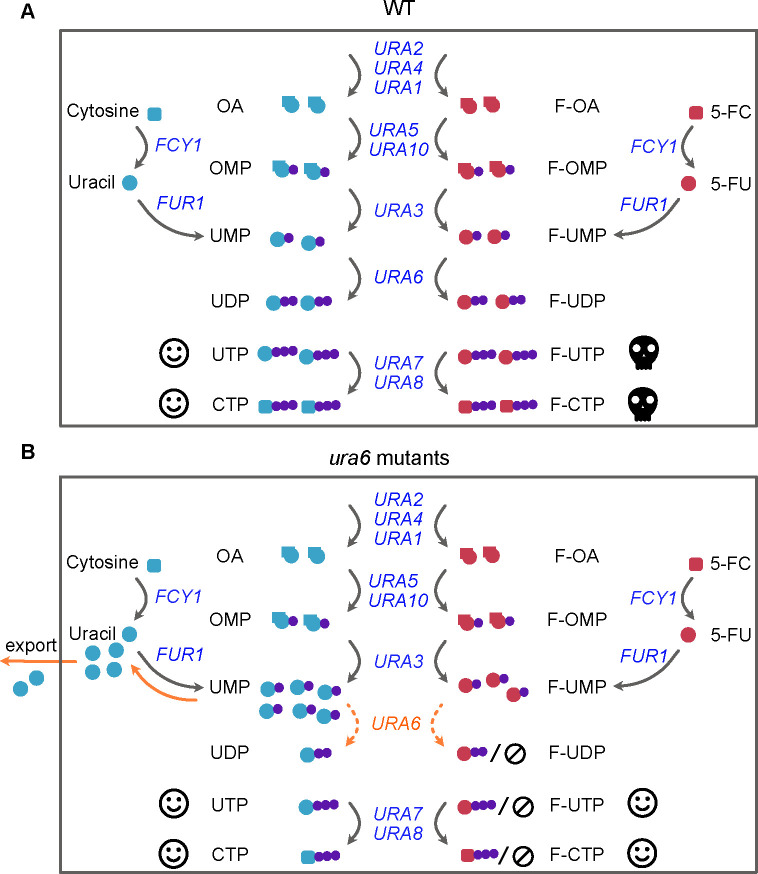 A
WT
URA2
URA4
URA1
Cytosine
OA
F-OA
5-FC
FCY1
URA5
URA10
FCY1
OMP
F-OMP
Uracil
5-FU
FUR1
URA3
FUR1
UMP
F-UMP
URA6
UDP
F-UDP
UTP
F-UTP
URA7
URA8
CTP
F-CTP
B
ura6 mutants
URA2
URA4
URA1
Cytosine
OA
F-OA
5-FC
FCY1
URA5
URA10
FCY1
OMP
F-OMP
export
Uracil
5-FU
FUR1
URA3
FUR1
UMP
F-UMP
URA6
UDP
/
F-UDP
UTP
/
F-UTP
URA7
URA8
CTP
/
F-CTP